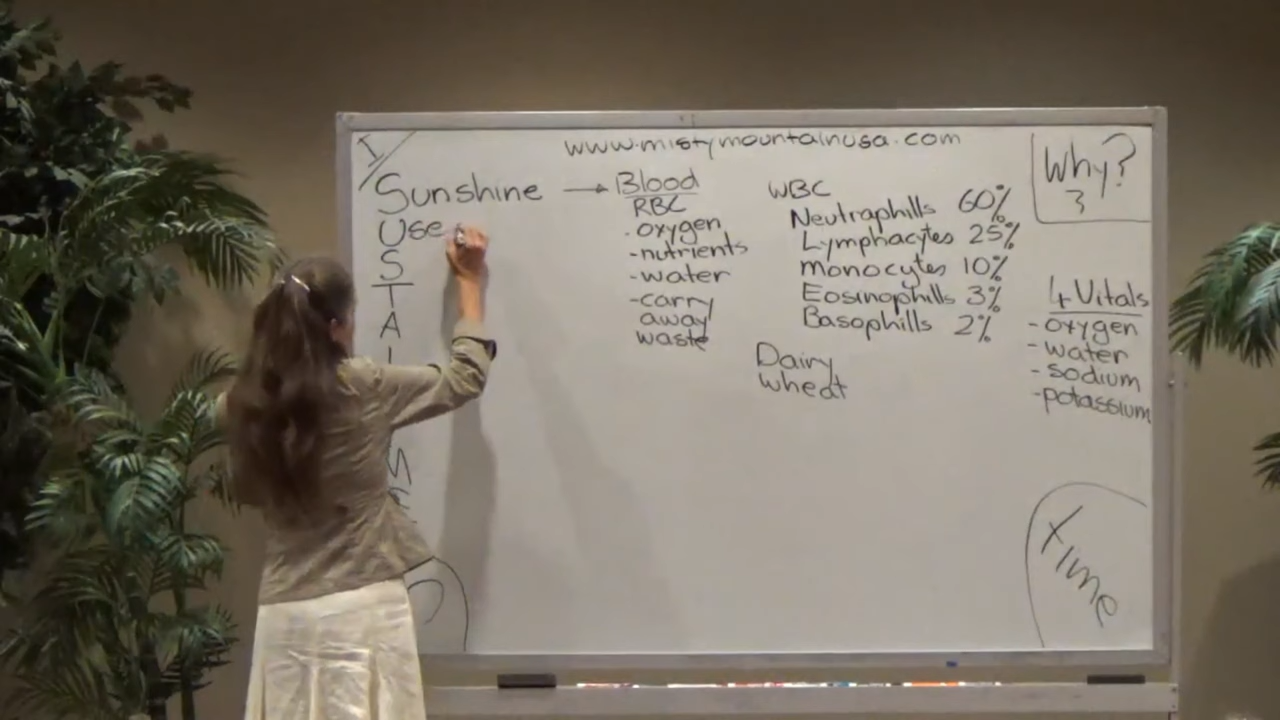 www.mistymountainusa.com
I
Sunshine → Blood
RBC
. oxygen
- nutrients
- water
- carry
away
waste
Use
S
T
A
I
M
WBC
Neutraphills 60%
Lymphacytes 25%
monocytes 10%
Eosinophills 3%
Basophills 2%
Dairy
wheat
Why?
3
4 Vitals
- oxygen
- water
- sodium
- potassium
Time